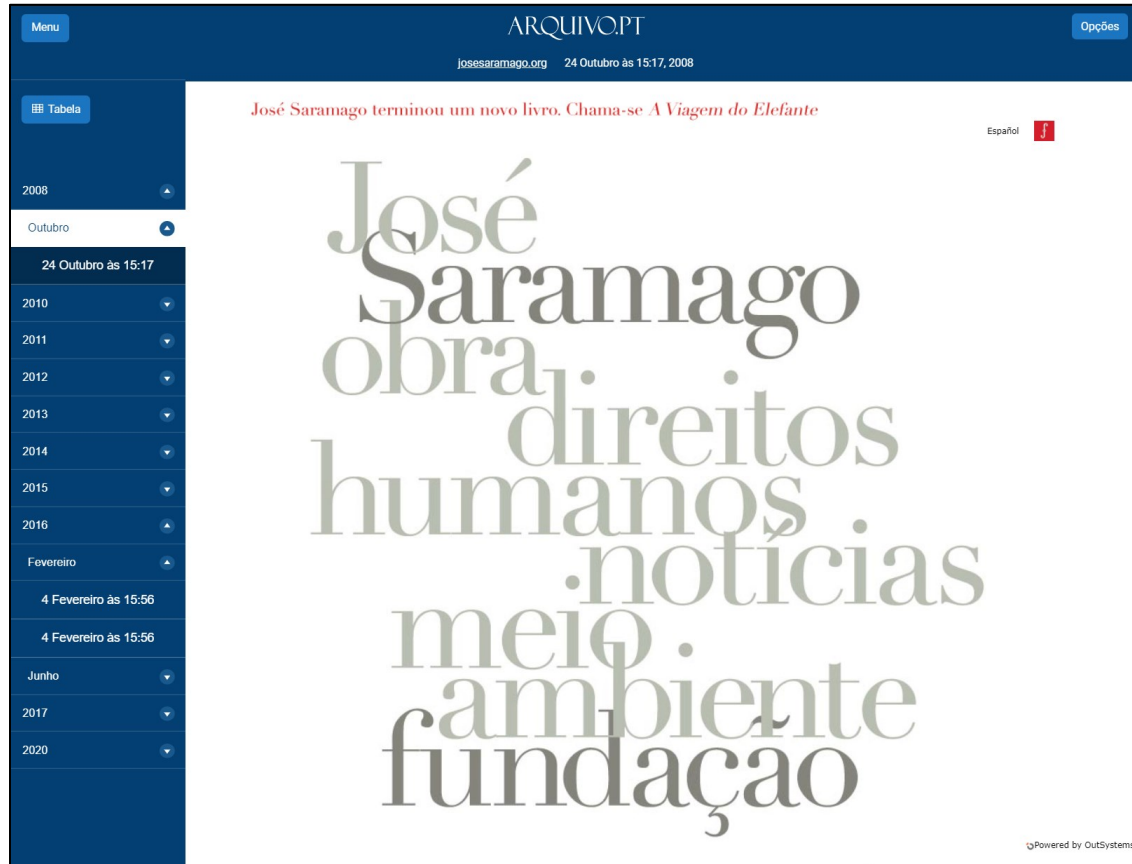 Menu
ARQUIVO.PT
Opções
josesaramago.org 24 Outubro às 15:17, 2008
Tabela
José Saramago terminou um novo livro. Chama-se A Viagem do Elefante
Español
2008
Outubro
24 Outubro às 15:17
2010
2011
2012
2013
2014
2015
2016
Fevereiro
4 Fevereiro às 15:56
4 Fevereiro às 15:56
Junho
2017
2020
José
Saramago
obra
direitos
humanos
.notícias
meio.
ambiente
fundação
Powered by OutSystems